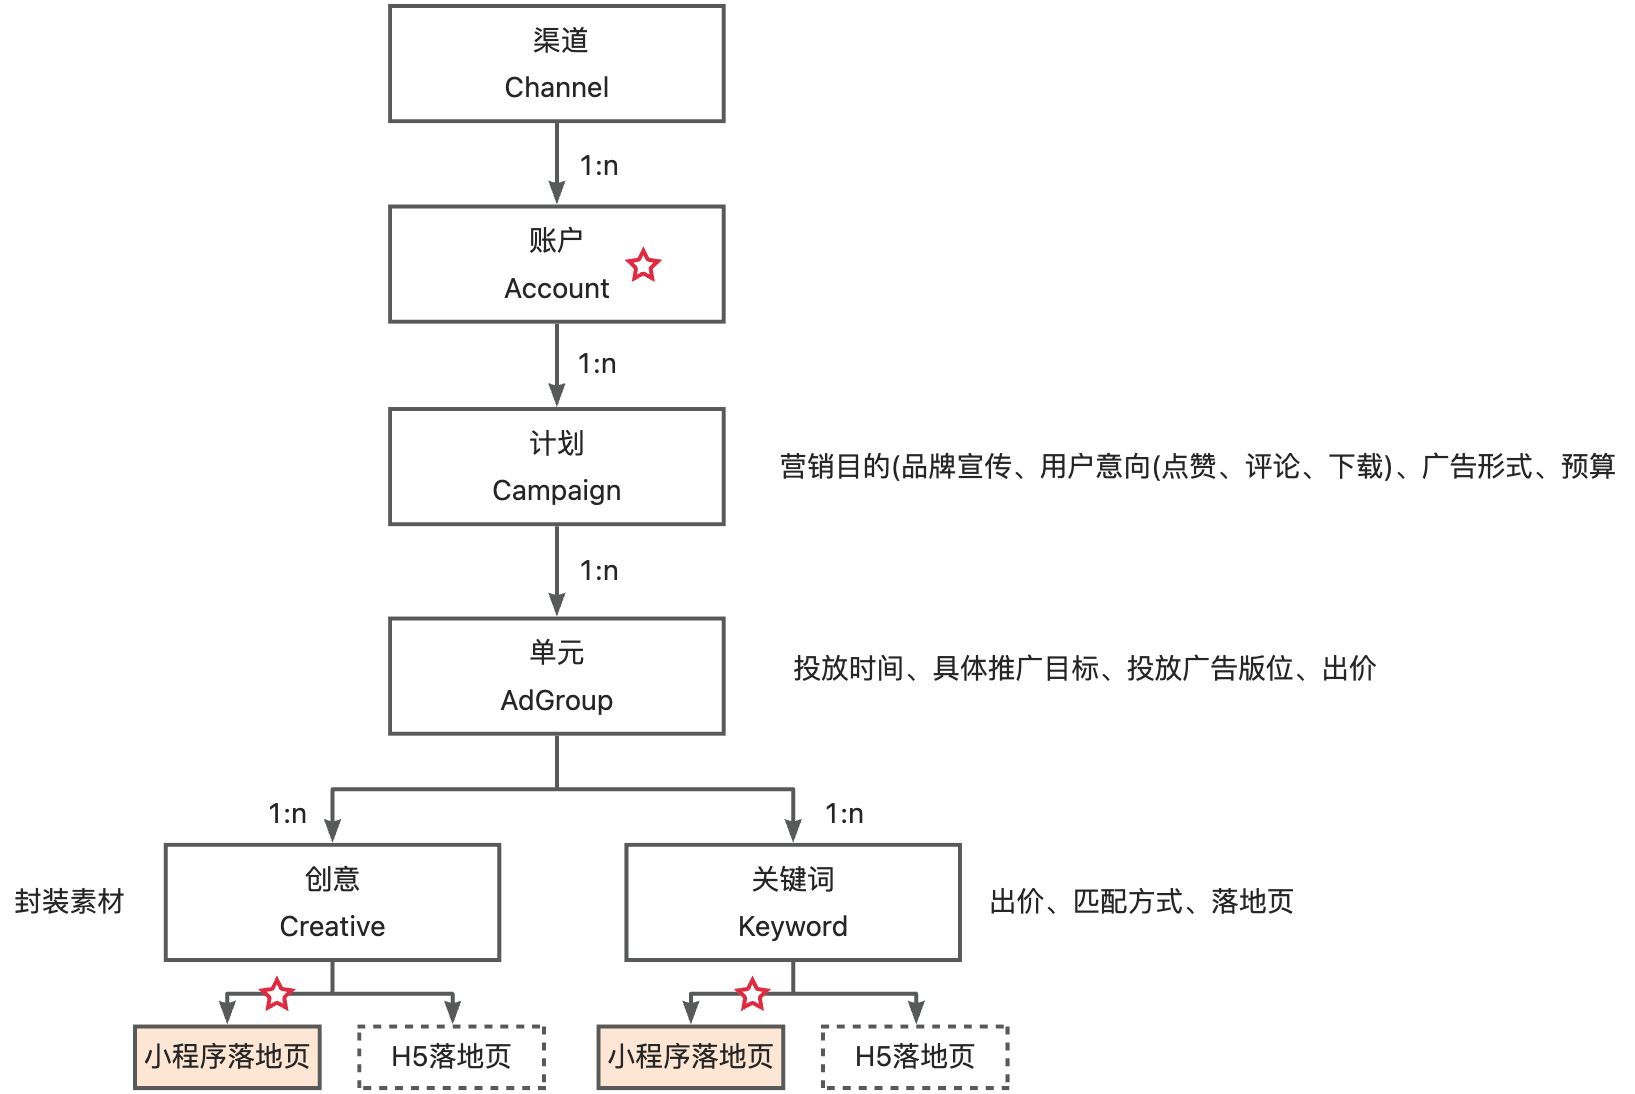 渠道
Channel
1:n
账户
Account
1:n
计划
Campaign
营销目的(品牌宣传、用户意向(点赞、评论、下载)、广告形式、预算
1:n
单元
AdGroup
投放时间、具体推广目标、投放广告版位、出价
1:n
1:n
封装素材
创意
Creative
关键词
Keyword
出价、匹配方式、落地页
小程序落地页
H5落地页
小程序落地页
H5落地页